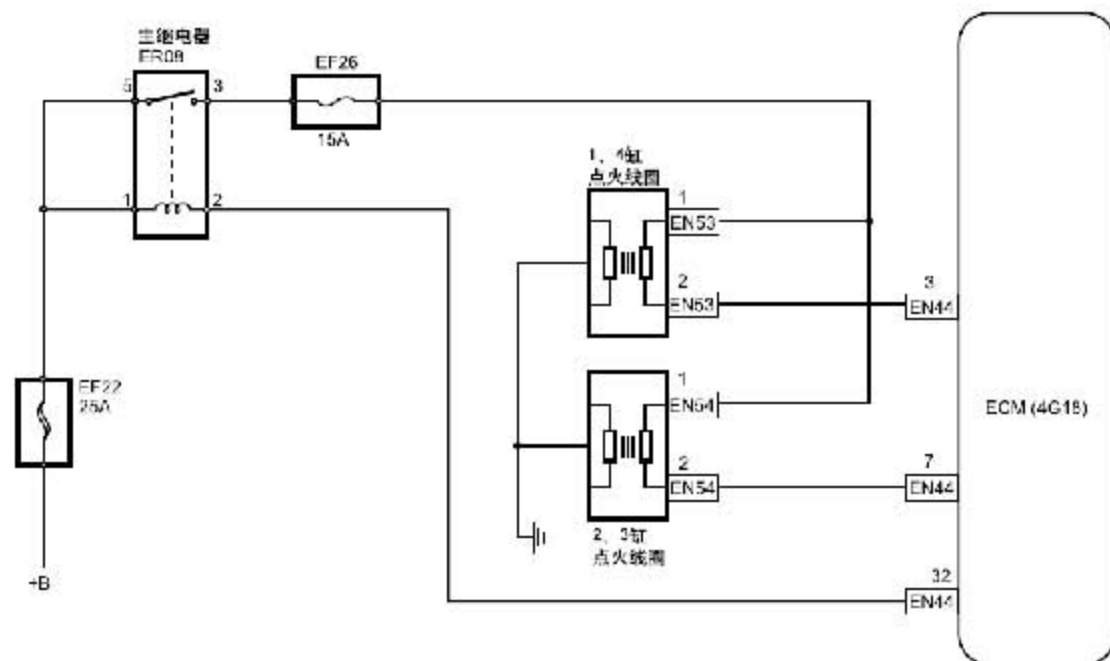 主继电器
ER08
EF26
5
3
15A
1、4缸
点火线圈
1
2
1
EN53
2
3
EN53
EN44
EF22
25A
1
EN54
ECM (4G18)
2
7
EN54
EN44
2、3缸
点火线圈
+B
32
EN44